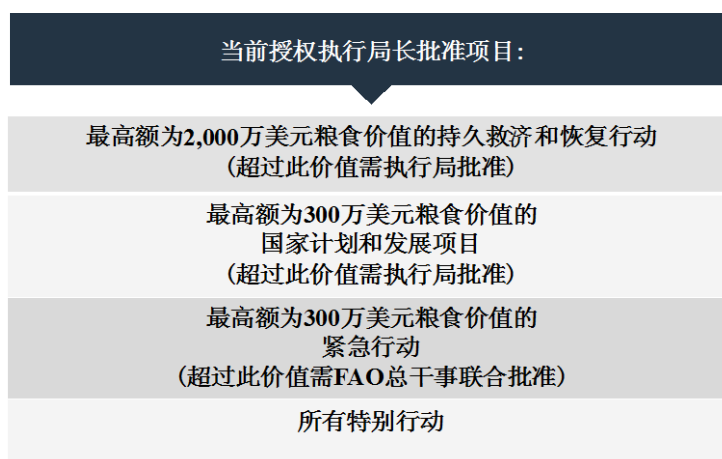 当前授权执行局长批准项目:
最高额为2,000万美元粮食价值的持久救济和恢复行动
(超过此价值需执行局批准)
最高额为300万美元粮食价值的
国家计划和发展项目
(超过此价值需执行局批准)
最高额为300万美元粮食价值的
紧急行动
(超过此价值需FAO总干事联合批准)
所有特别行动